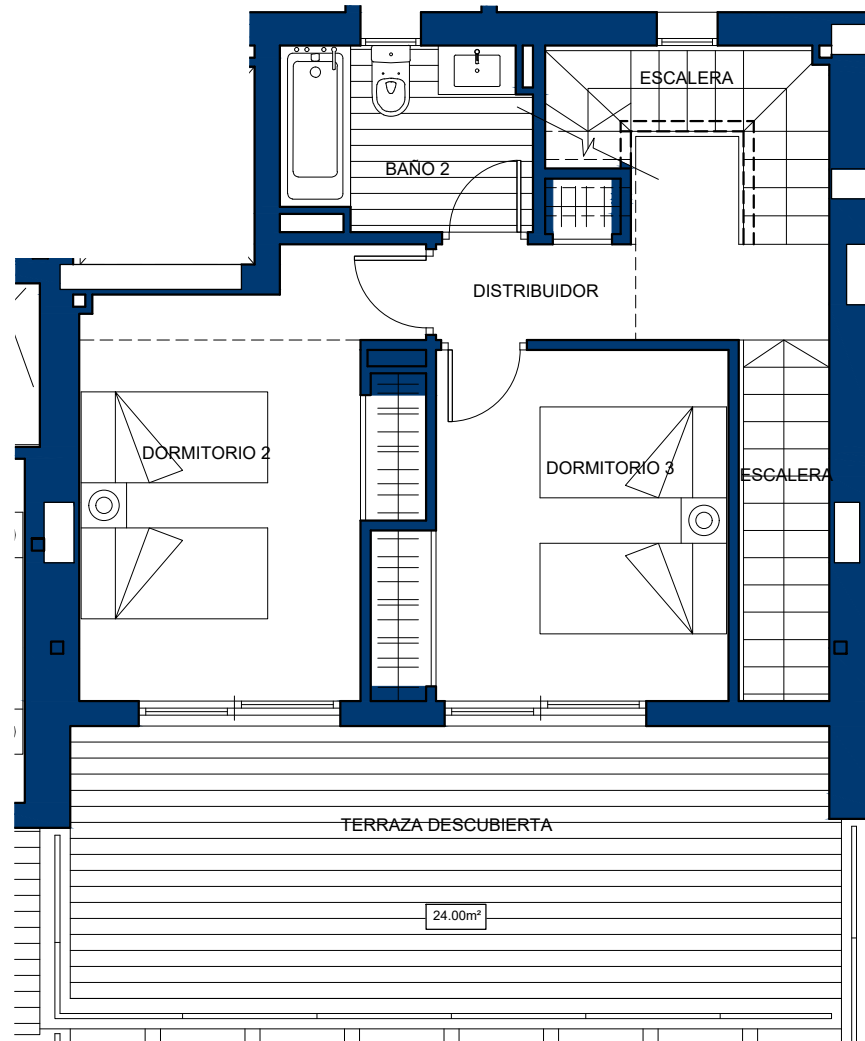 ESCALERA
BAÑO 2
DISTRIBUIDOR
DORMITORIO 2
DORMITORIO 3
ESCALERA
TERRAZA DESCUBIERTA
24.00m²